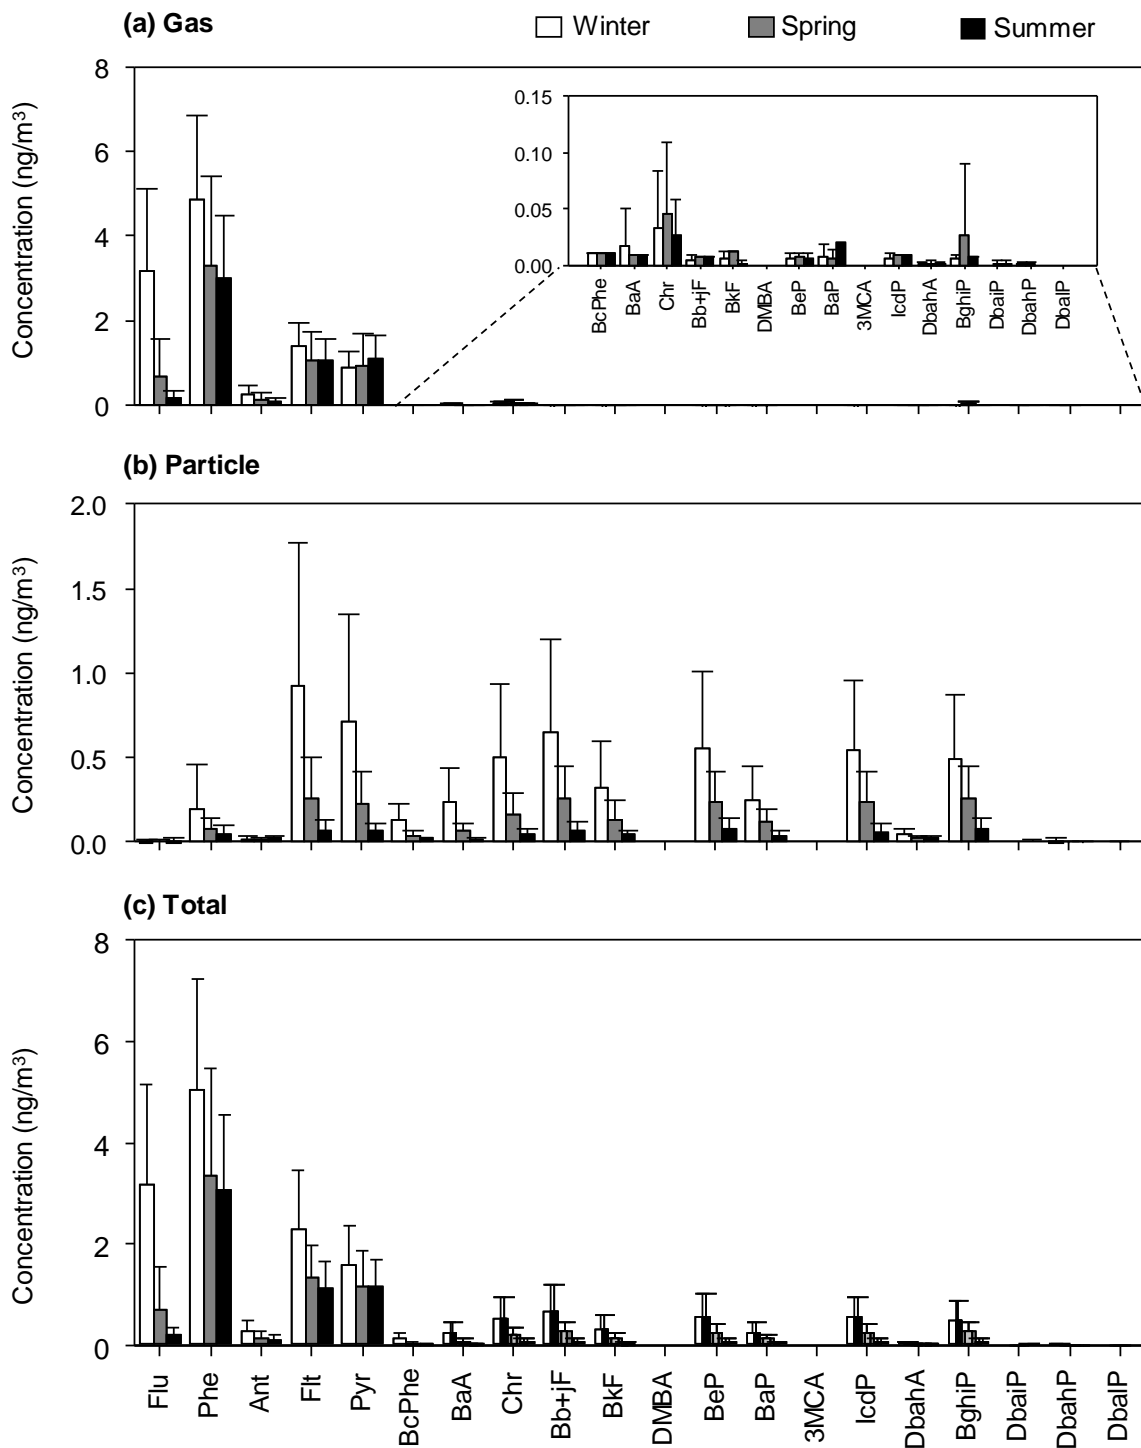 (a) Gas
Winter Spring Summer
8
6
4
2
0
Concentration (ng/m³)
0.15
0.10
0.05
0.00
BcPhe BaA Chr Bb+jF BkF DMBA BeP BaP 3MCA IcdP DbahA BghiP DbaiP DbahP DbalP
(b) Particle
2.0
1.5
1.0
0.5
0.0
Concentration (ng/m³)
(c) Total
8
6
4
2
0
Concentration (ng/m³)
Flu Phe Ant Flt Pyr BcPhe BaA Chr Bb+jF BkF DMBA BeP BaP 3MCA IcdP DbahA BghiP DbaiP DbahP DbalP